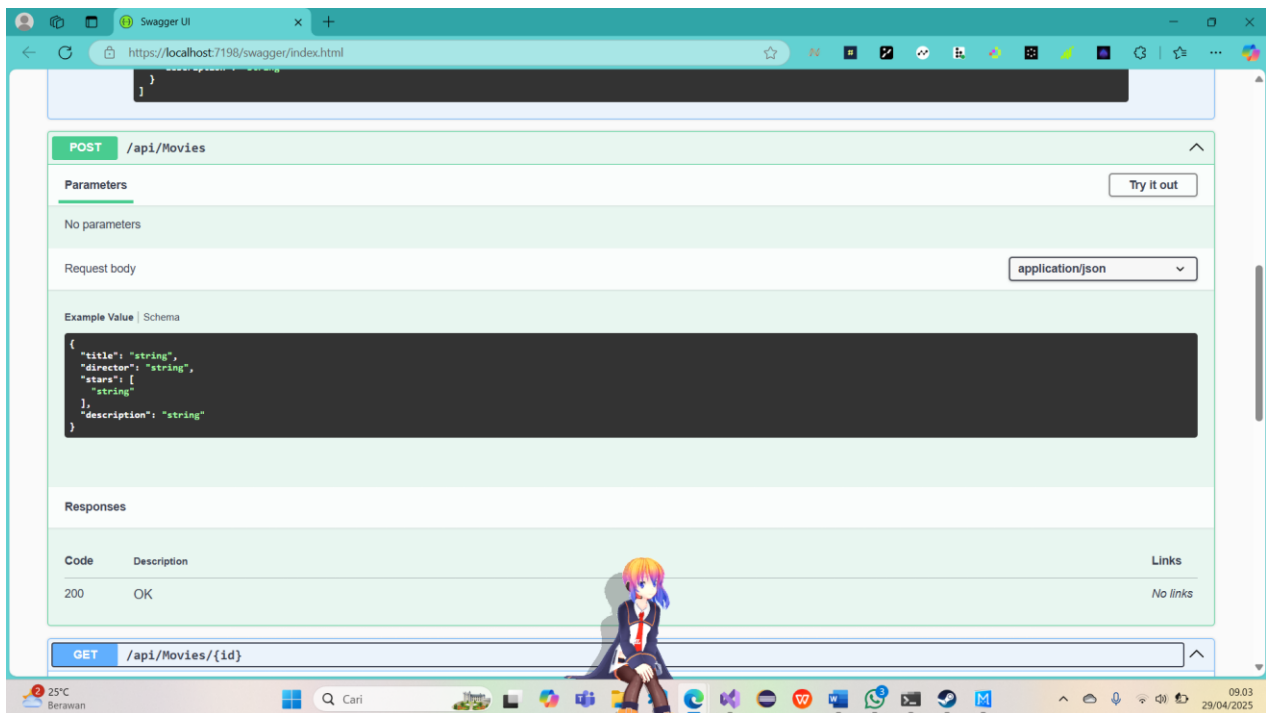 Swagger UI
https://localhost:7198/swagger/index.html
}
]
POST /api/Movies
Parameters
Try it out
No parameters
Request body
application/json
Example Value | Schema
{
"title": "string",
"director": "string",
"stars": [
"string"
],
"description": "string"
}
Responses
Code Description Links
200 OK No links
GET /api/Movies/{id}
2
25°C
Berawan
Cari
3
09.03
29/04/2025